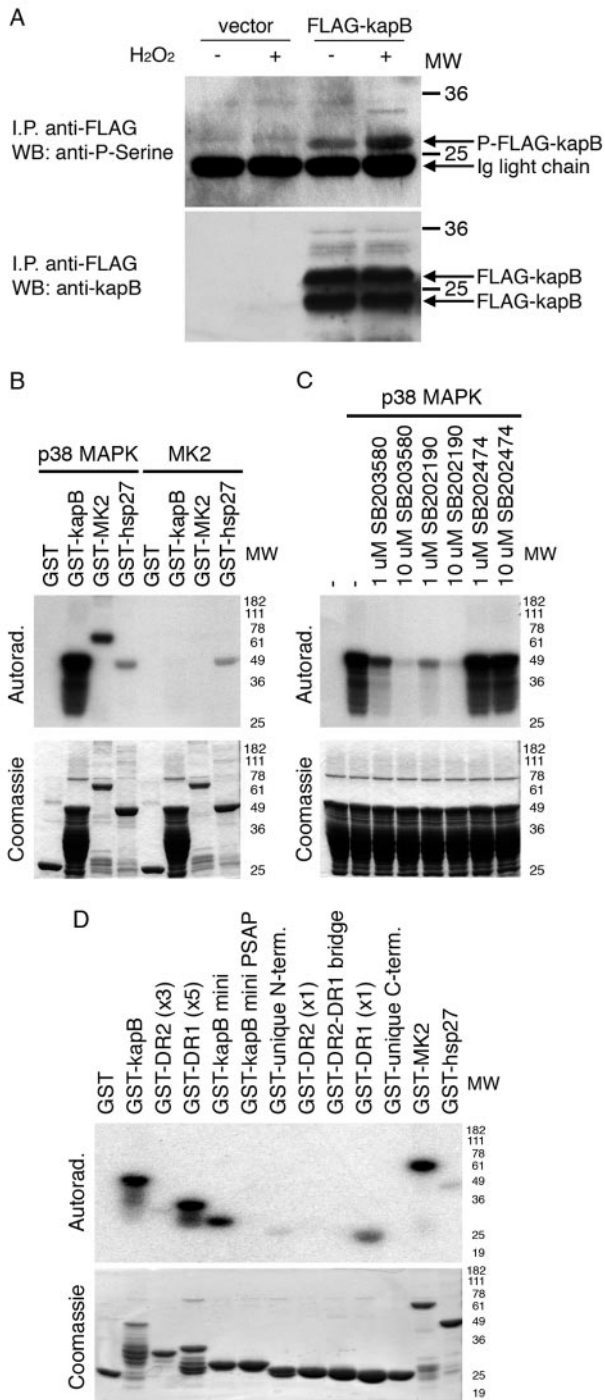 A
vector FLAG-kapB
H2O2 - + - + MW
36
I.P. anti-FLAG
WB: anti-P-Serine
P-FLAG-kapB
25
Ig light chain
36
I.P. anti-FLAG
WB: anti-kapB
FLAG-kapB
25
FLAG-kapB
B
p38 MAPK MK2
GST
GST-kapB
GST-MK2
GST-hsp27
GST
GST-kapB
GST-MK2
GST-hsp27
MW
Autorad.
182
111
78
61
49
36
25
Coomassie
182
111
78
61
49
36
25
C
p38 MAPK
-
-
1 uM SB203580
10 uM SB203580
1 uM SB202190
10 uM SB202190
1 uM SB202474
10 uM SB202474
MW
Autorad.
182
111
78
61
49
36
25
Coomassie
182
111
78
61
49
36
25
D
GST
GST-kapB
GST-DR2 (x3)
GST-DR1 (x5)
GST-kapB mini
GST-kapB mini PSAP
GST-unique N-term.
GST-DR2 (x1)
GST-DR2-DR1 bridge
GST-DR1 (x1)
GST-unique C-term.
GST-MK2
GST-hsp27
MW
Autorad.
182
111
78
61
49
36
25
19
Coomassie
182
111
78
61
49
36
25
19